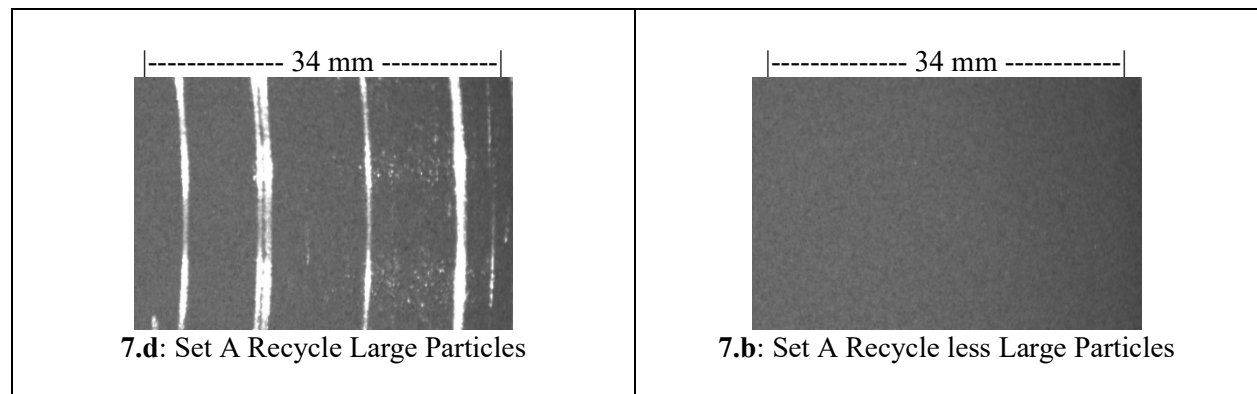 |-------------- 34 mm ------------|
7.d: Set A Recycle Large Particles
|-------------- 34 mm ------------|
7.b: Set A Recycle less Large Particles